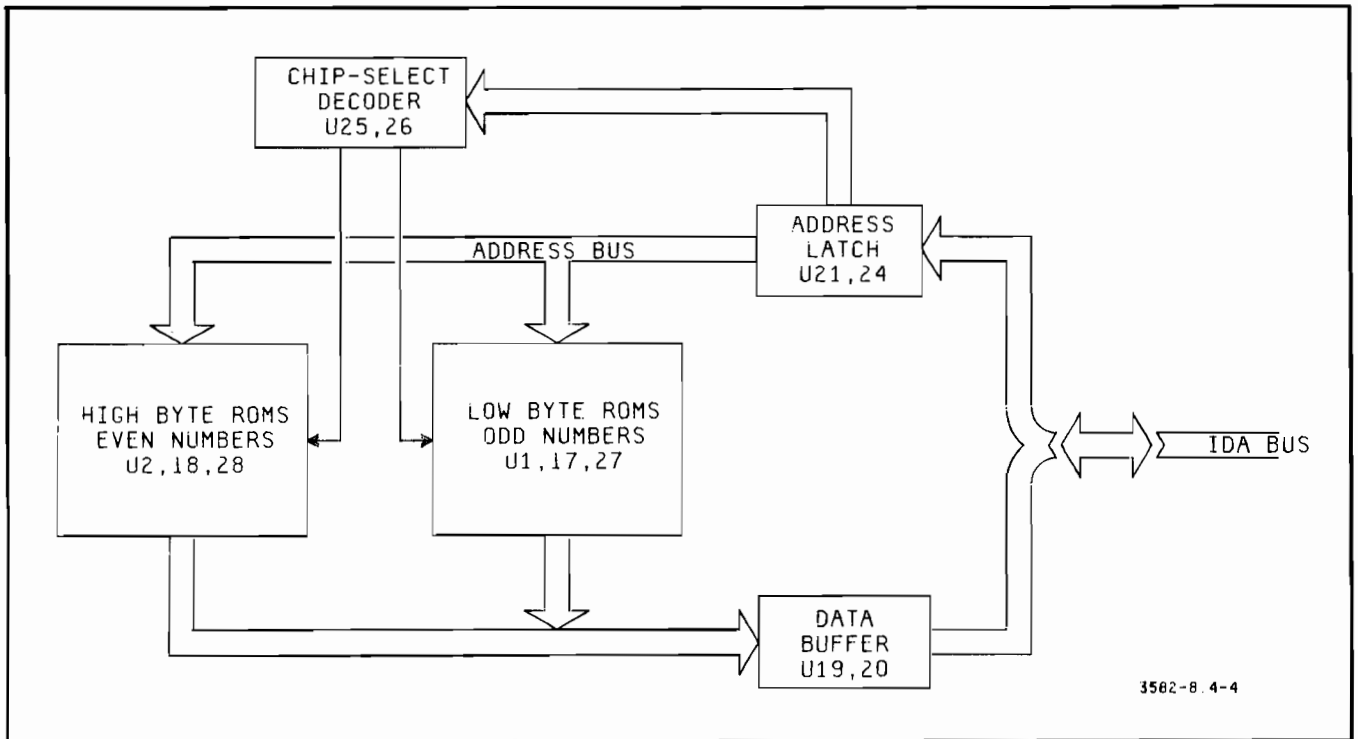 CHIP-SELECT
DECODER
U25,26
ADDRESS
LATCH
U21,24
ADDRESS BUS
HIGH BYTE ROMS
EVEN NUMBERS
U2,18,28
LOW BYTE ROMS
ODD NUMBERS
U1,17,27
IDA BUS
DATA
BUFFER
U19,20
3582-8.4-4